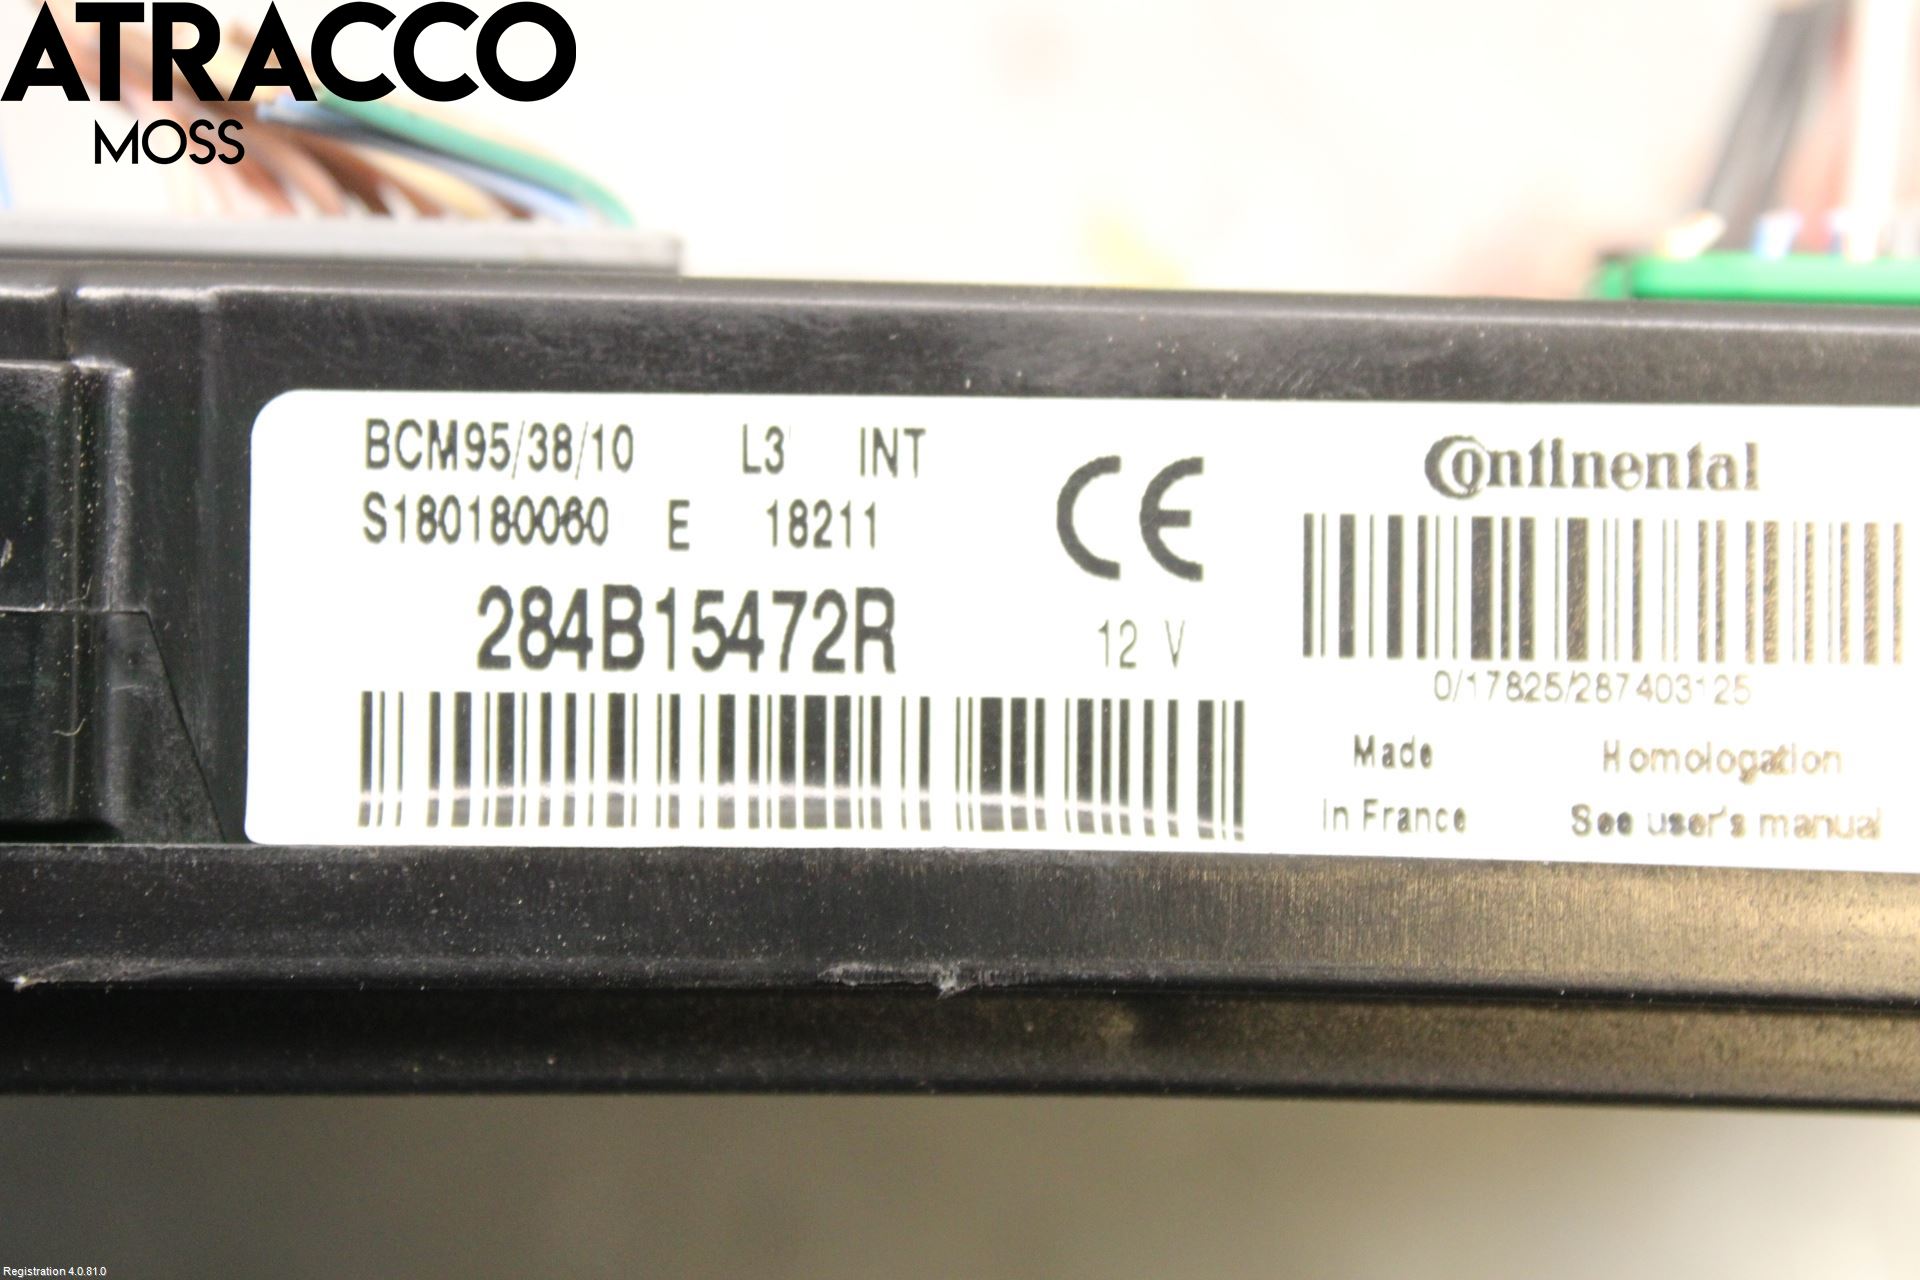 ATRACCO
MOSS
BCM95/38/10 L3 INT
S180180060 E 18211
284B15472R
CE
12 V
Continental
0/17825/287403125
Made
in France
Homologation
See user's manual
Registration 4.0.81.0